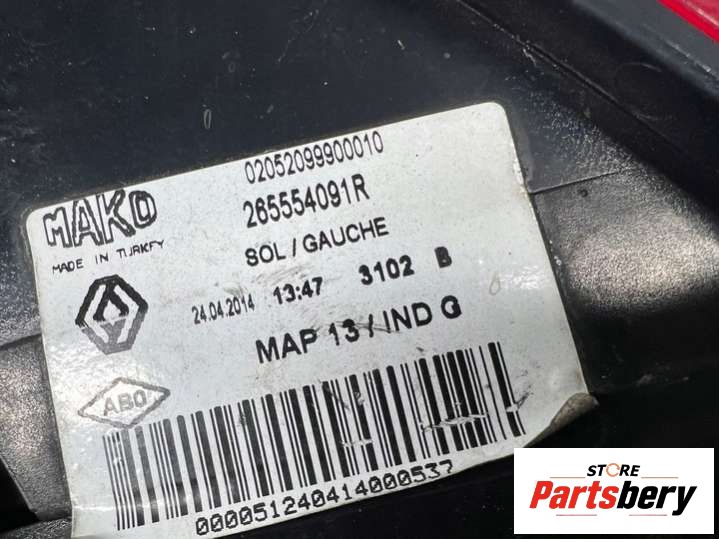 02052099900010
MAKO
265554091R
MADE IN TURKEY
SOL / GAUCHE
24.04.2014 13:47 3102 B
MAP 13 / IND G
ABO
000051240414000537
STORE
Partsbery